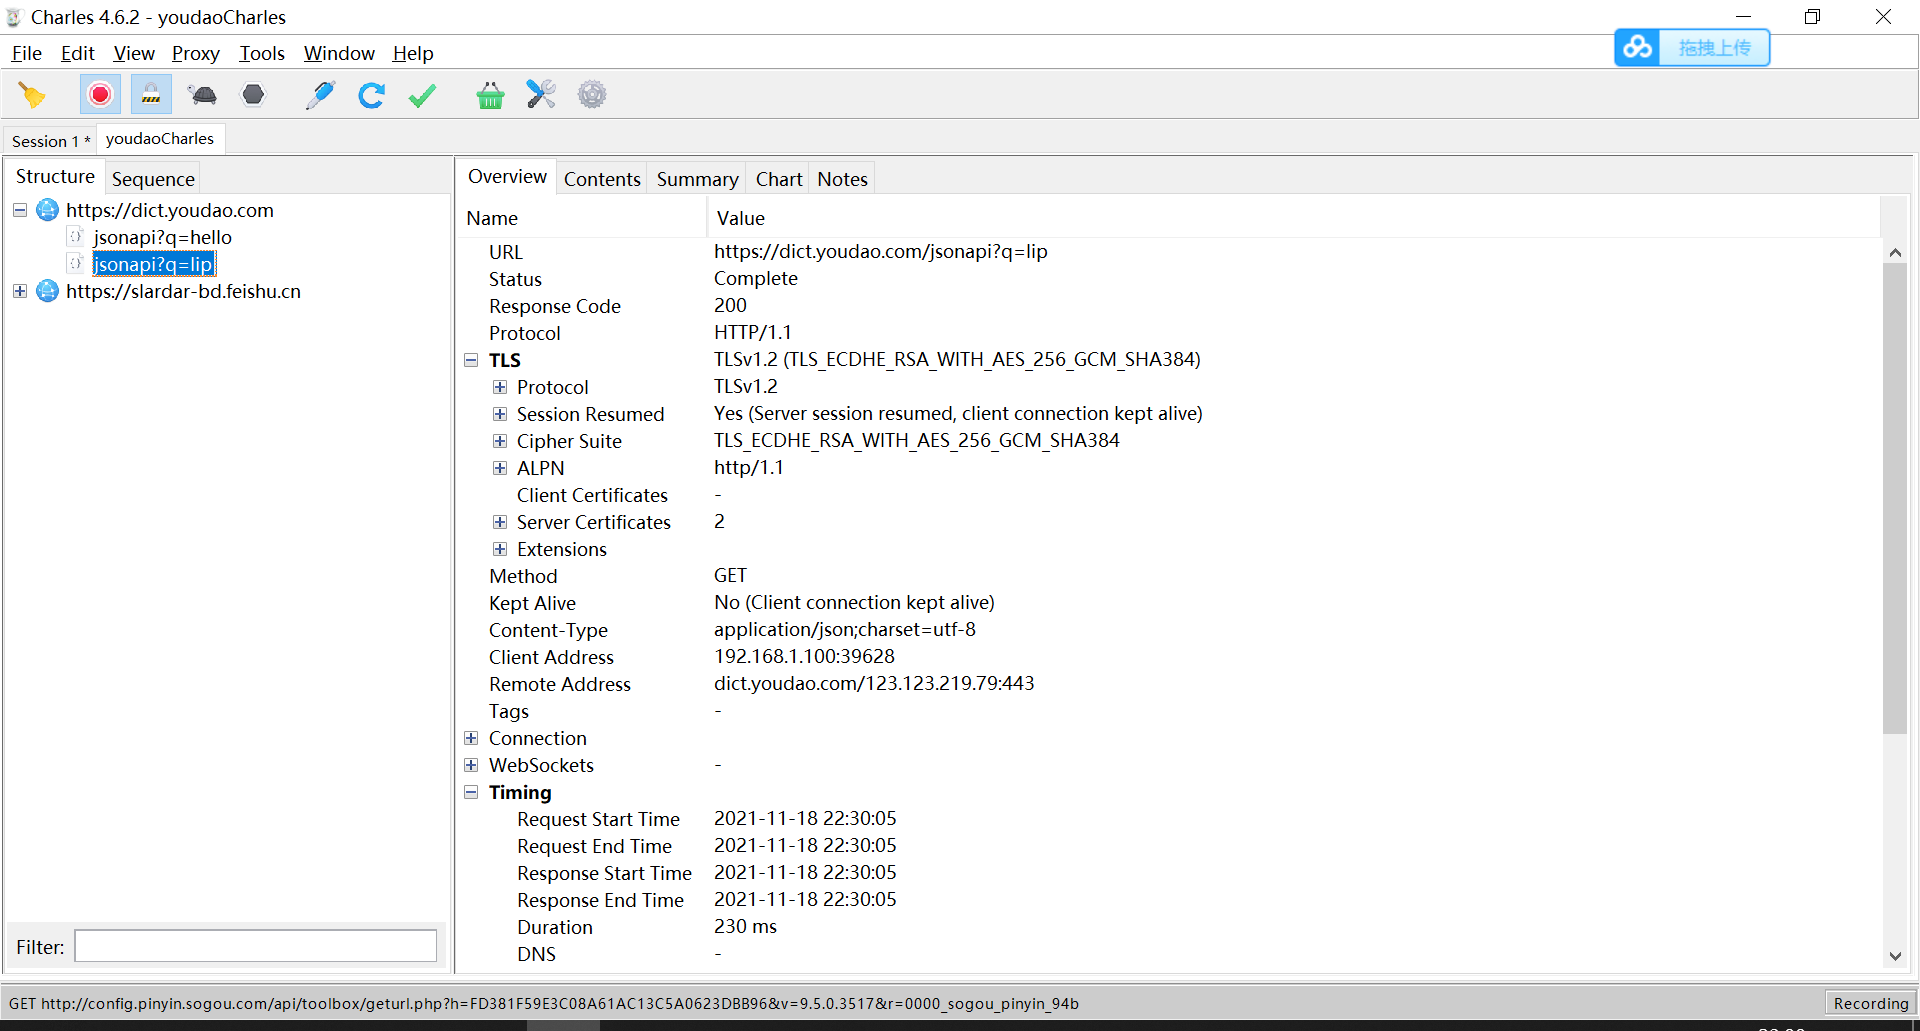 Charles 4.6.2 - youdaoCharles
File Edit View Proxy Tools Window Help
拖拽上传
Session 1 * youdaoCharles
Structure Sequence
https://dict.youdao.com
jsonapi?q=hello
jsonapi?q=lip
https://slardar-bd.feishu.cn
Filter:
Overview Contents Summary Chart Notes
Name Value
URL https://dict.youdao.com/jsonapi?q=lip
Status Complete
Response Code 200
Protocol HTTP/1.1
TLS TLSv1.2 (TLS_ECDHE_RSA_WITH_AES_256_GCM_SHA384)
Protocol TLSv1.2
Session Resumed Yes (Server session resumed, client connection kept alive)
Cipher Suite TLS_ECDHE_RSA_WITH_AES_256_GCM_SHA384
ALPN http/1.1
Client Certificates -
Server Certificates 2
Extensions
Method GET
Kept Alive No (Client connection kept alive)
Content-Type application/json;charset=utf-8
Client Address 192.168.1.100:39628
Remote Address dict.youdao.com/123.123.219.79:443
Tags -
Connection
WebSockets -
Timing
Request Start Time 2021-11-18 22:30:05
Request End Time 2021-11-18 22:30:05
Response Start Time 2021-11-18 22:30:05
Response End Time 2021-11-18 22:30:05
Duration 230 ms
DNS -
GET http://config.pinyin.sogou.com/api/toolbox/geturl.php?h=FD381F59E3C08A61AC13C5A0623DBB96&v=9.5.0.3517&r=0000_sogou_pinyin_94b
Recording